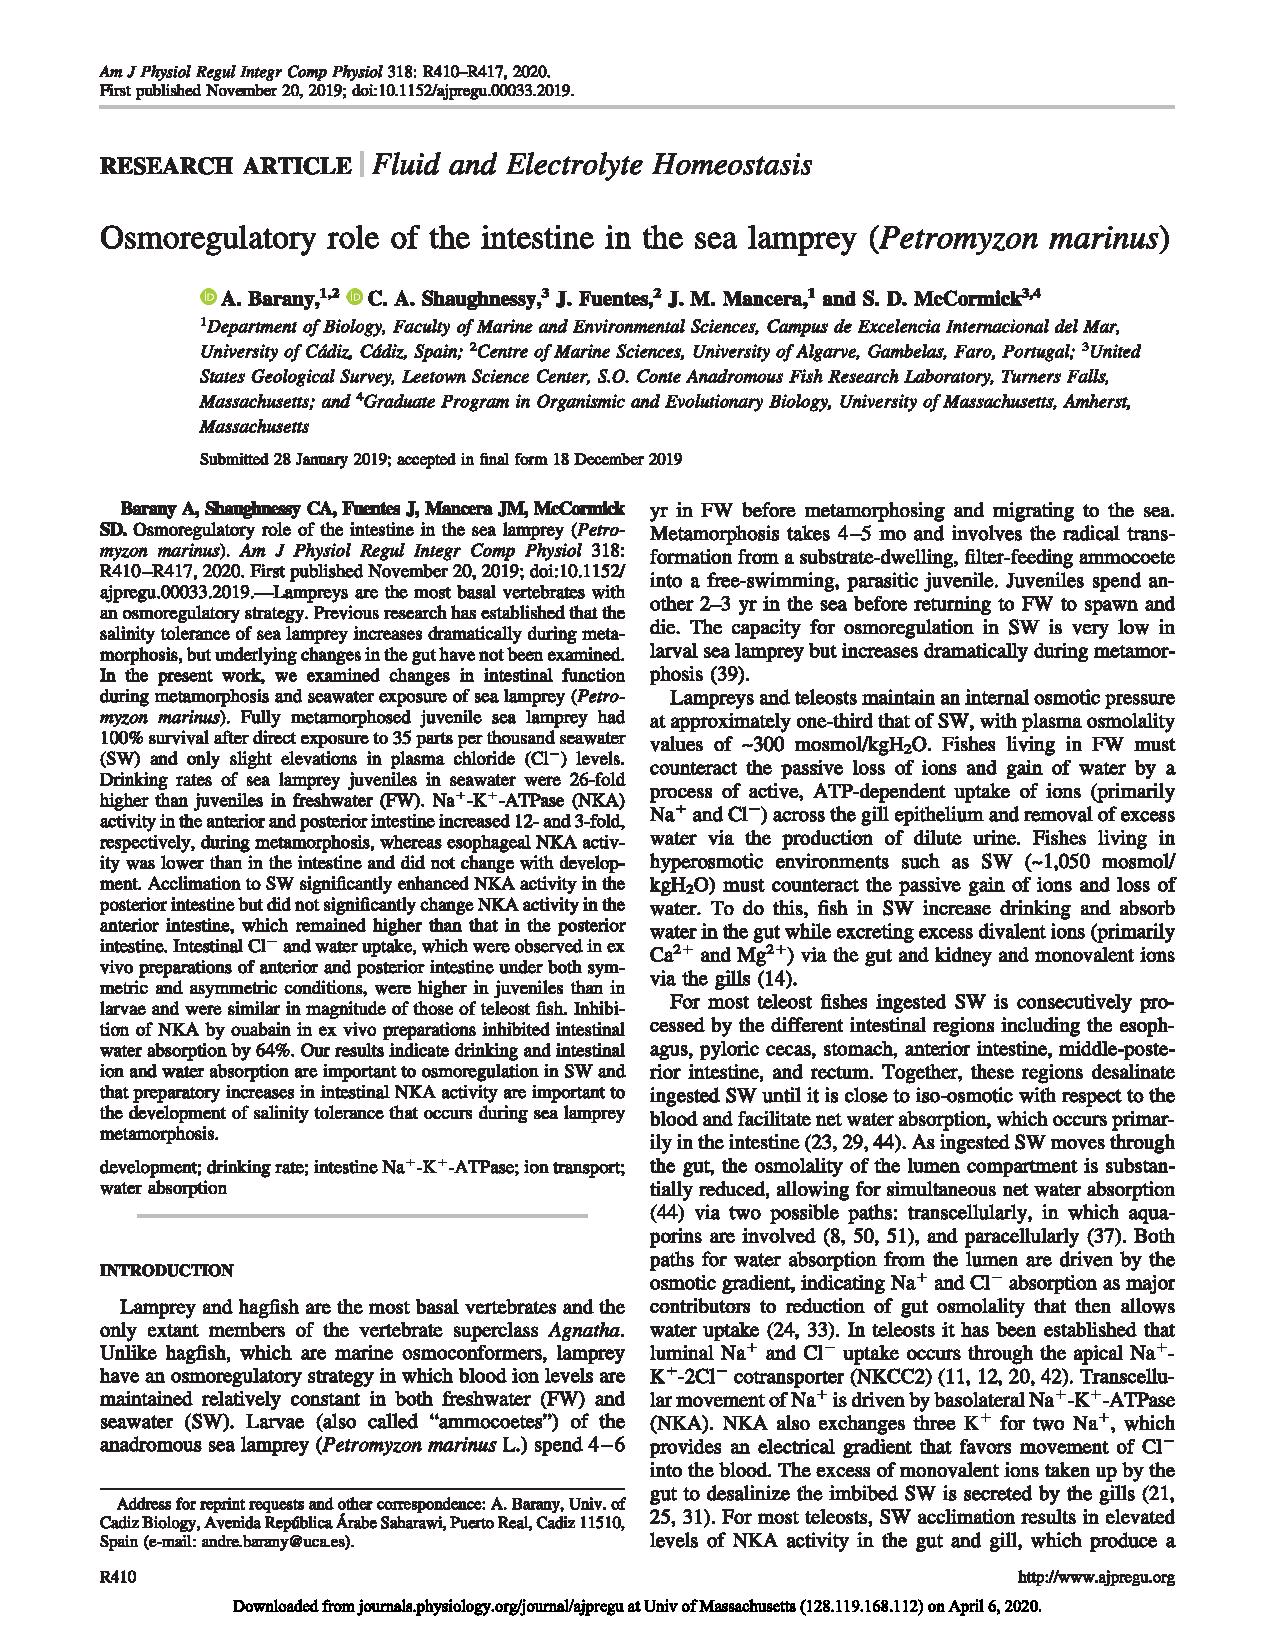 Am J Physiol Regul Integr Comp Physiol 318: R410–R417, 2020.
First published November 20, 2019; doi:10.1152/ajpregu.00033.2019.
RESEARCH ARTICLE | Fluid and Electrolyte Homeostasis
Osmoregulatory role of the intestine in the sea lamprey (Petromyzon marinus)
A. Barany,1,2 C. A. Shaughnessy,3 J. Fuentes,2 J. M. Mancera,1 and S. D. McCormick3,4
1Department of Biology, Faculty of Marine and Environmental Sciences, Campus de Excelencia Internacional del Mar,
University of Cádiz, Cádiz, Spain; 2Centre of Marine Sciences, University of Algarve, Gambelas, Faro, Portugal; 3United
States Geological Survey, Leetown Science Center, S.O. Conte Anadromous Fish Research Laboratory, Turners Falls,
Massachusetts; and 4Graduate Program in Organismic and Evolutionary Biology, University of Massachusetts, Amherst,
Massachusetts
Submitted 28 January 2019; accepted in final form 18 December 2019
Barany A, Shaughnessy CA, Fuentes J, Mancera JM, McCormick
SD. Osmoregulatory role of the intestine in the sea lamprey (Petro-
myzon marinus). Am J Physiol Regul Integr Comp Physiol 318:
R410–R417, 2020. First published November 20, 2019; doi:10.1152/
ajpregu.00033.2019.—Lampreys are the most basal vertebrates with
an osmoregulatory strategy. Previous research has established that the
salinity tolerance of sea lamprey increases dramatically during meta-
morphosis, but underlying changes in the gut have not been examined.
In the present work, we examined changes in intestinal function
during metamorphosis and seawater exposure of sea lamprey (Petro-
myzon marinus). Fully metamorphosed juvenile sea lamprey had
100% survival after direct exposure to 35 parts per thousand seawater
(SW) and only slight elevations in plasma chloride (Cl−) levels.
Drinking rates of sea lamprey juveniles in seawater were 26-fold
higher than juveniles in freshwater (FW). Na+-K+-ATPase (NKA)
activity in the anterior and posterior intestine increased 12- and 3-fold,
respectively, during metamorphosis, whereas esophageal NKA activ-
ity was lower than in the intestine and did not change with develop-
ment. Acclimation to SW significantly enhanced NKA activity in the
posterior intestine but did not significantly change NKA activity in the
anterior intestine, which remained higher than that in the posterior
intestine. Intestinal Cl− and water uptake, which were observed in ex
vivo preparations of anterior and posterior intestine under both sym-
metric and asymmetric conditions, were higher in juveniles than in
larvae and were similar in magnitude of those of teleost fish. Inhibi-
tion of NKA by ouabain in ex vivo preparations inhibited intestinal
water absorption by 64%. Our results indicate drinking and intestinal
ion and water absorption are important to osmoregulation in SW and
that preparatory increases in intestinal NKA activity are important to
the development of salinity tolerance that occurs during sea lamprey
metamorphosis.
development; drinking rate; intestine Na+-K+-ATPase; ion transport;
water absorption
INTRODUCTION
Lamprey and hagfish are the most basal vertebrates and the
only extant members of the vertebrate superclass Agnatha.
Unlike hagfish, which are marine osmoconformers, lamprey
have an osmoregulatory strategy in which blood ion levels are
maintained relatively constant in both freshwater (FW) and
seawater (SW). Larvae (also called “ammocoetes”) of the
anadromous sea lamprey (Petromyzon marinus L.) spend 4–6
Address for reprint requests and other correspondence: A. Barany, Univ. of
Cadiz Biology, Avenida República Árabe Saharawi, Puerto Real, Cadiz 11510,
Spain (e-mail: andre.barany@uca.es).
yr in FW before metamorphosing and migrating to the sea.
Metamorphosis takes 4–5 mo and involves the radical trans-
formation from a substrate-dwelling, filter-feeding ammocoete
into a free-swimming, parasitic juvenile. Juveniles spend an-
other 2–3 yr in the sea before returning to FW to spawn and
die. The capacity for osmoregulation in SW is very low in
larval sea lamprey but increases dramatically during metamor-
phosis (39).
Lampreys and teleosts maintain an internal osmotic pressure
at approximately one-third that of SW, with plasma osmolality
values of ~300 mosmol/kgH2O. Fishes living in FW must
counteract the passive loss of ions and gain of water by a
process of active, ATP-dependent uptake of ions (primarily
Na+ and Cl−) across the gill epithelium and removal of excess
water via the production of dilute urine. Fishes living in
hyperosmotic environments such as SW (~1,050 mosmol/
kgH2O) must counteract the passive gain of ions and loss of
water. To do this, fish in SW increase drinking and absorb
water in the gut while excreting excess divalent ions (primarily
Ca2+ and Mg2+) via the gut and kidney and monovalent ions
via the gills (14).
For most teleost fishes ingested SW is consecutively pro-
cessed by the different intestinal regions including the esoph-
agus, pyloric cecas, stomach, anterior intestine, middle-poste-
rior intestine, and rectum. Together, these regions desalinate
ingested SW until it is close to iso-osmotic with respect to the
blood and facilitate net water absorption, which occurs primar-
ily in the intestine (23, 29, 44). As ingested SW moves through
the gut, the osmolality of the lumen compartment is substan-
tially reduced, allowing for simultaneous net water absorption
(44) via two possible paths: transcellularly, in which aqua-
porins are involved (8, 50, 51), and paracellularly (37). Both
paths for water absorption from the lumen are driven by the
osmotic gradient, indicating Na+ and Cl− absorption as major
contributors to reduction of gut osmolality that then allows
water uptake (24, 33). In teleosts it has been established that
luminal Na+ and Cl− uptake occurs through the apical Na+-
K+-2Cl− cotransporter (NKCC2) (11, 12, 20, 42). Transcellu-
lar movement of Na+ is driven by basolateral Na+-K+-ATPase
(NKA). NKA also exchanges three K+ for two Na+, which
provides an electrical gradient that favors movement of Cl−
into the blood. The excess of monovalent ions taken up by the
gut to desalinize the imbibed SW is secreted by the gills (21,
25, 31). For most teleosts, SW acclimation results in elevated
levels of NKA activity in the gut and gill, which produce a
R410
http://www.ajpregu.org
Downloaded from journals.physiology.org/journal/ajpregu at Univ of Massachusetts (128.119.168.112) on April 6, 2020.